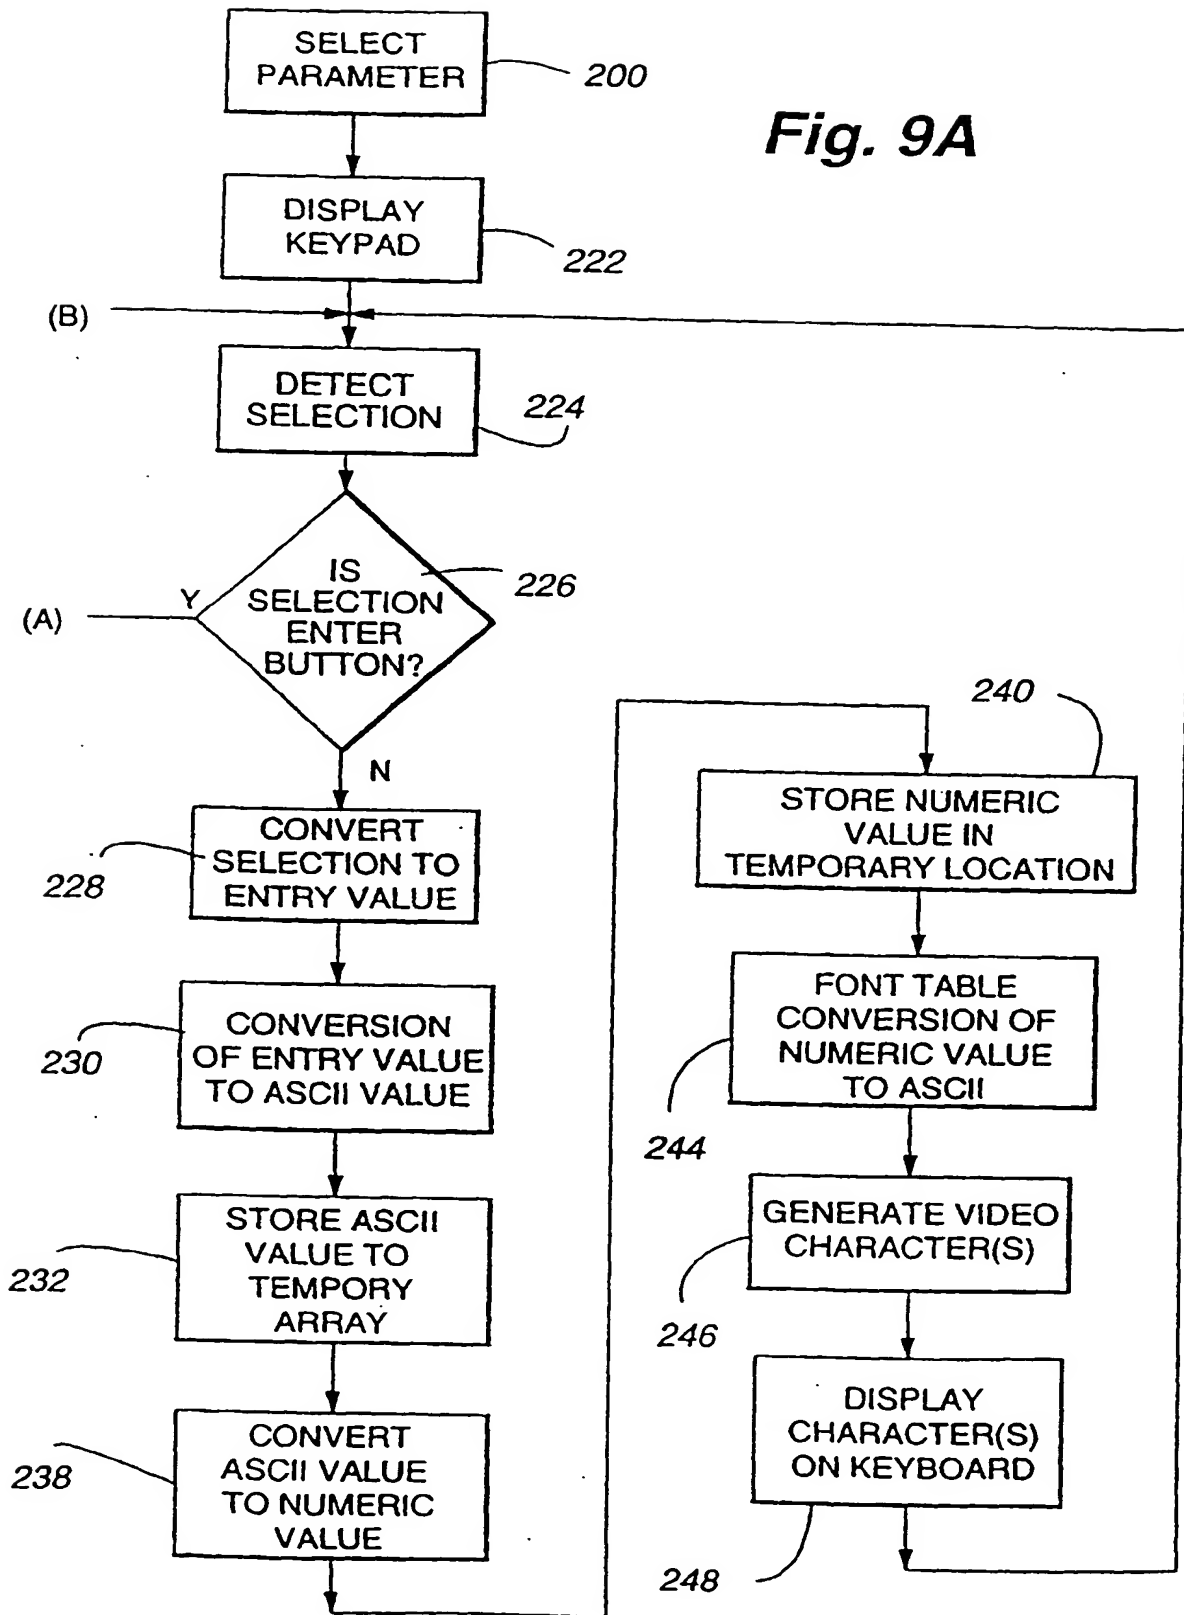 SELECT
PARAMETER
200
Fig. 9A
DISPLAY
KEYPAD
222
(B)
DETECT
SELECTION
224
IS
SELECTION
ENTER
BUTTON?
226
Y
(A)
N
CONVERT
SELECTION TO
ENTRY VALUE
228
CONVERSION
OF ENTRY VALUE
TO ASCII VALUE
230
STORE ASCII
VALUE TO
TEMPORY
ARRAY
232
CONVERT
ASCII VALUE
TO NUMERIC
VALUE
238
240
STORE NUMERIC
VALUE IN
TEMPORARY LOCATION
FONT TABLE
CONVERSION OF
NUMERIC VALUE
TO ASCII
244
GENERATE VIDEO
CHARACTER(S)
246
DISPLAY
CHARACTER(S)
ON KEYBOARD
248